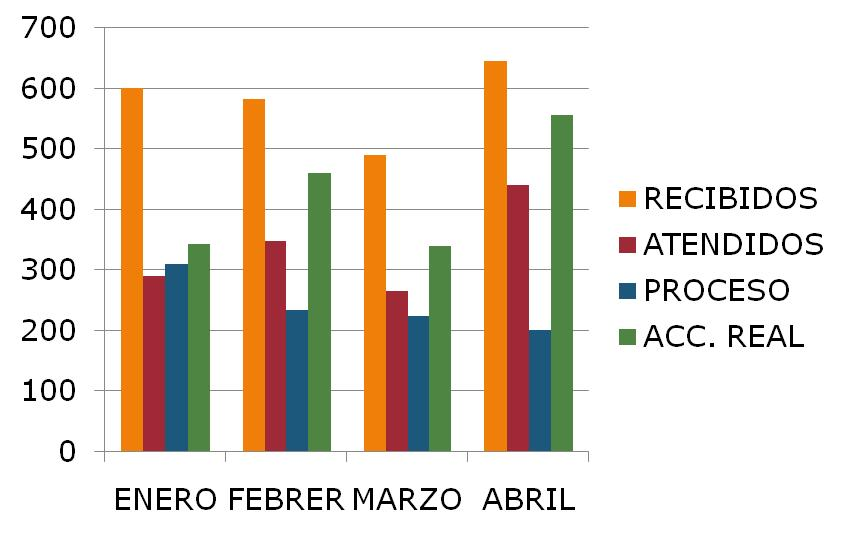 700
600
500
400
300
200
100
0
ENERO FEBRER MARZO ABRIL
RECIBIDOS
ATENDIDOS
PROCESO
ACC. REAL